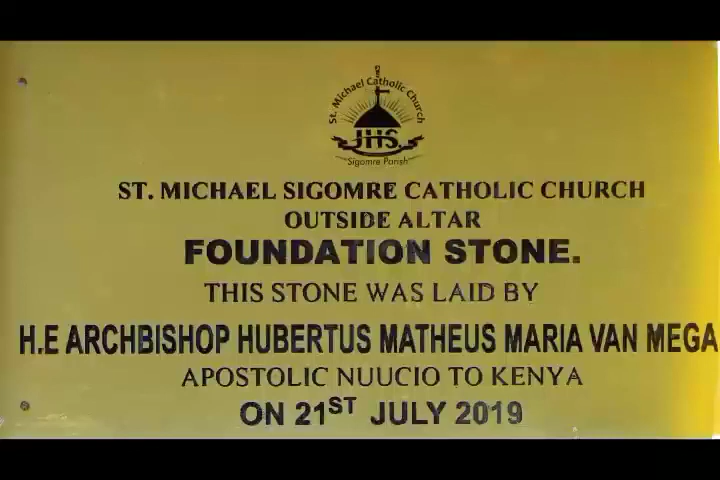 St. Michael Catholic Church
JHS.
Sigomre Parish
ST. MICHAEL SIGOMRE CATHOLIC CHURCH
OUTSIDE ALTAR
FOUNDATION STONE.
THIS STONE WAS LAID BY
H.E ARCHBISHOP HUBERTUS MATHEUS MARIA VAN MEGA
APOSTOLIC NUUCIO TO KENYA
ON 21ST JULY 2019